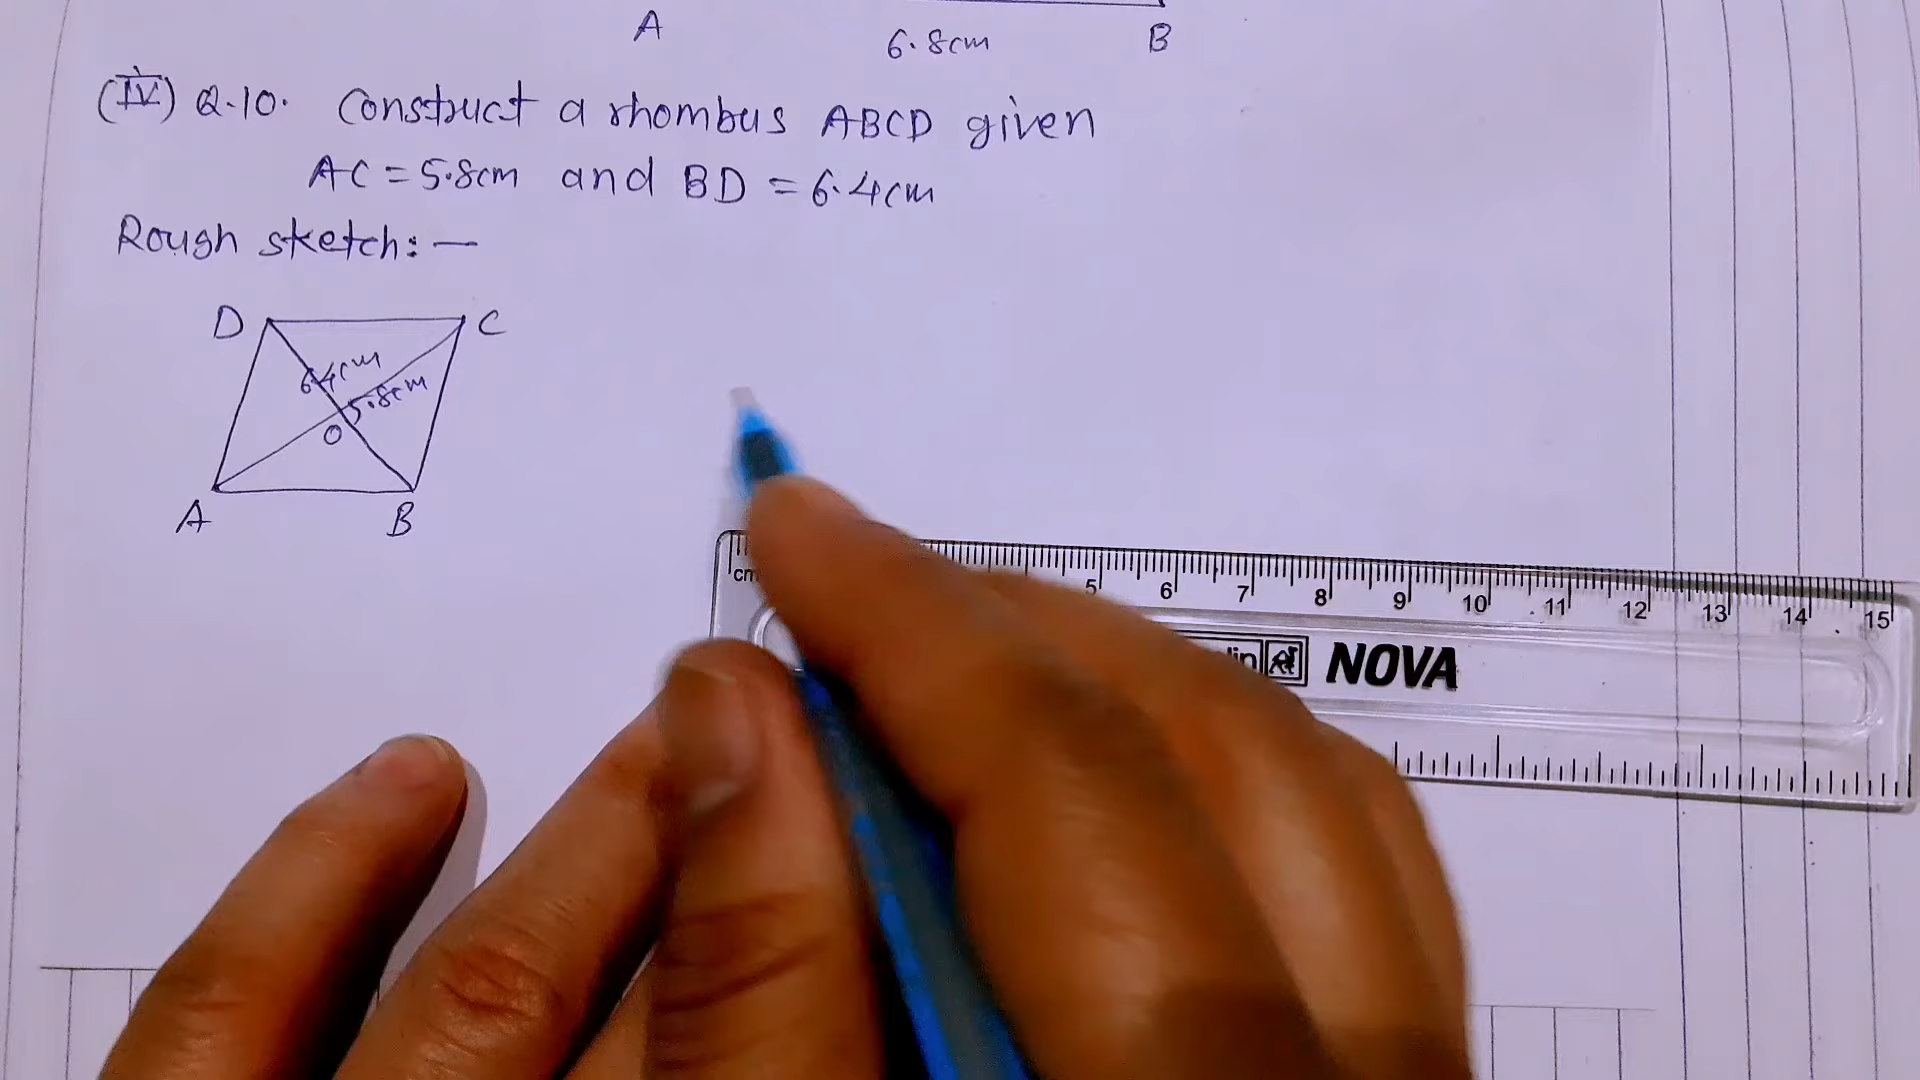 A 6.8cm B
(IV) Q.10. Construct a rhombus ABCD given
AC = 5.8cm and BD = 6.4cm
Rough sketch: —
D C
6.4cm
5.8cm
O
A B
cm 5 6 7 8 9 10 11 12 13 14 15
NOVA